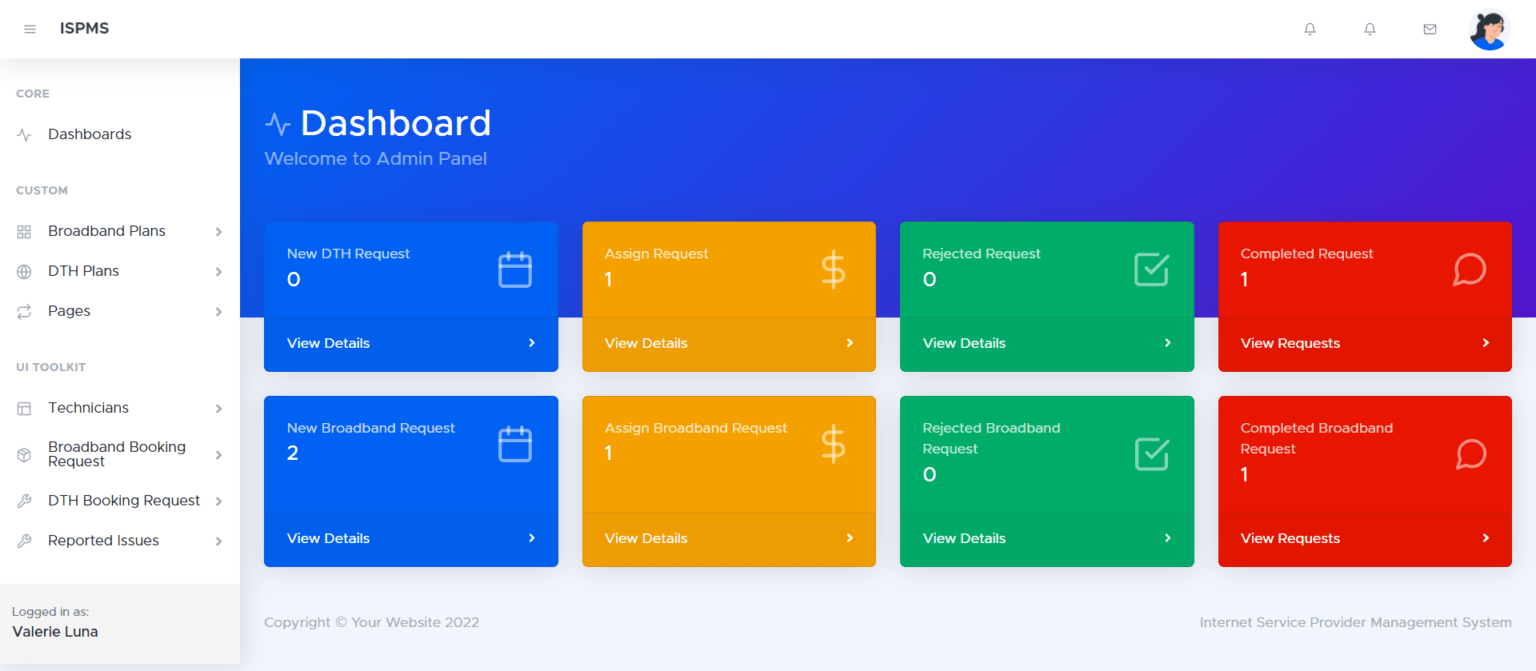 ISPMS
CORE
Dashboards
CUSTOM
Broadband Plans
DTH Plans
Pages
UI TOOLKIT
Technicians
Broadband Booking
Request
DTH Booking Request
Reported Issues
Logged in as:
Valerie Luna
Dashboard
Welcome to Admin Panel
New DTH Request
0
View Details
Assign Request
1
View Details
Rejected Request
0
View Details
Completed Request
1
View Requests
New Broadband Request
2
View Details
Assign Broadband Request
1
View Details
Rejected Broadband
Request
0
View Details
Completed Broadband
Request
1
View Requests
Copyright © Your Website 2022
Internet Service Provider Management System